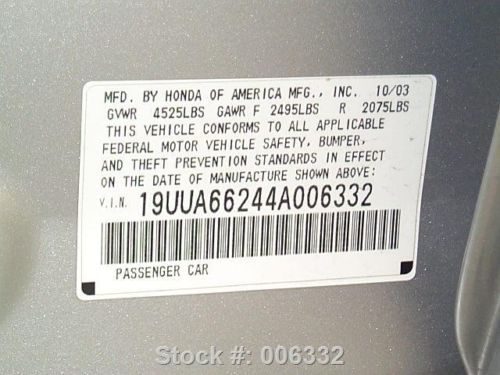 MFD. BY HONDA OF AMERICA MFG., INC. 10/03
GVWR 4525LBS GAWR F 2495LBS R 2075LBS
THIS VEHICLE CONFORMS TO ALL APPLICABLE
FEDERAL MOTOR VEHICLE SAFETY, BUMPER,
AND THEFT PREVENTION STANDARDS IN EFFECT
ON THE DATE OF MANUFACTURE SHOWN ABOVE:
V.I.N. 19UUA66244A006332
PASSENGER CAR
Stock #: 006332